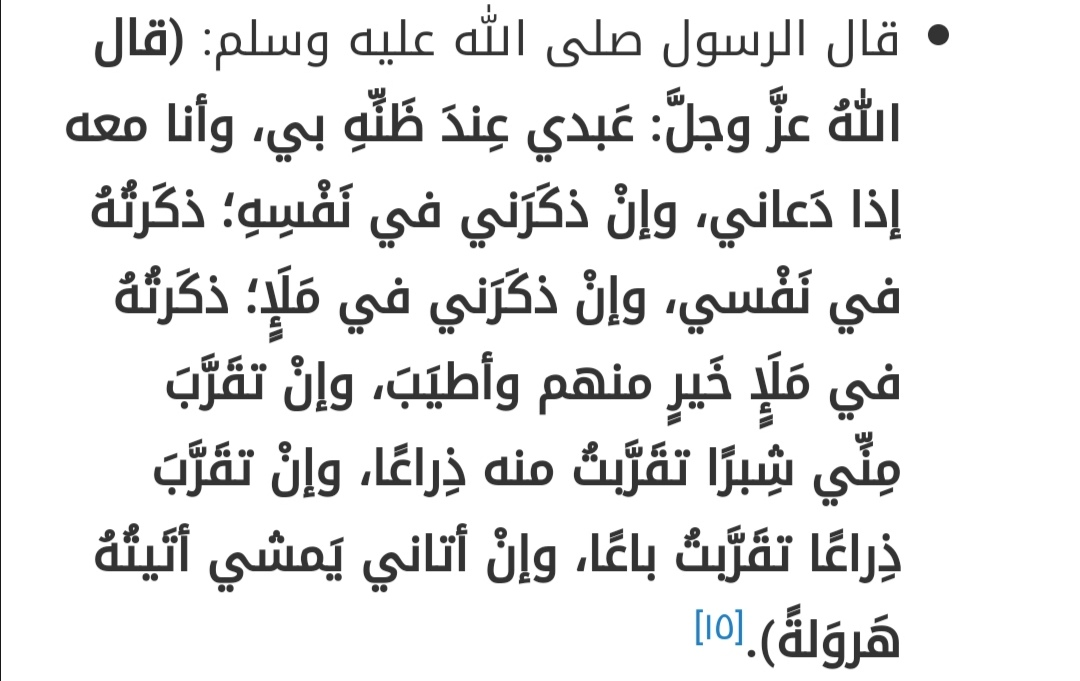 • قال الرسول صلى الله عليه وسلم: (قال
اللهُ عزَّ وجلَّ: عَبدي عِندَ ظَنِّهِ بي، وأنا معه
إذا دَعاني، وإنْ ذكَرَني في نَفْسِهِ؛ ذكَرتُهُ
في نَفْسي، وإنْ ذكَرَني في مَلَإٍ؛ ذكَرتُهُ
في مَلَإٍ خَيرٍ منهم وأطيَبَ، وإنْ تقَرَّبَ
مِنِّي شِبرًا تقَرَّبتُ منه ذِراعًا، وإنْ تقَرَّبَ
ذِراعًا تقَرَّبتُ باعًا، وإنْ أتاني يَمشي أتَيتُهُ
هَروَلةً).[١٥]